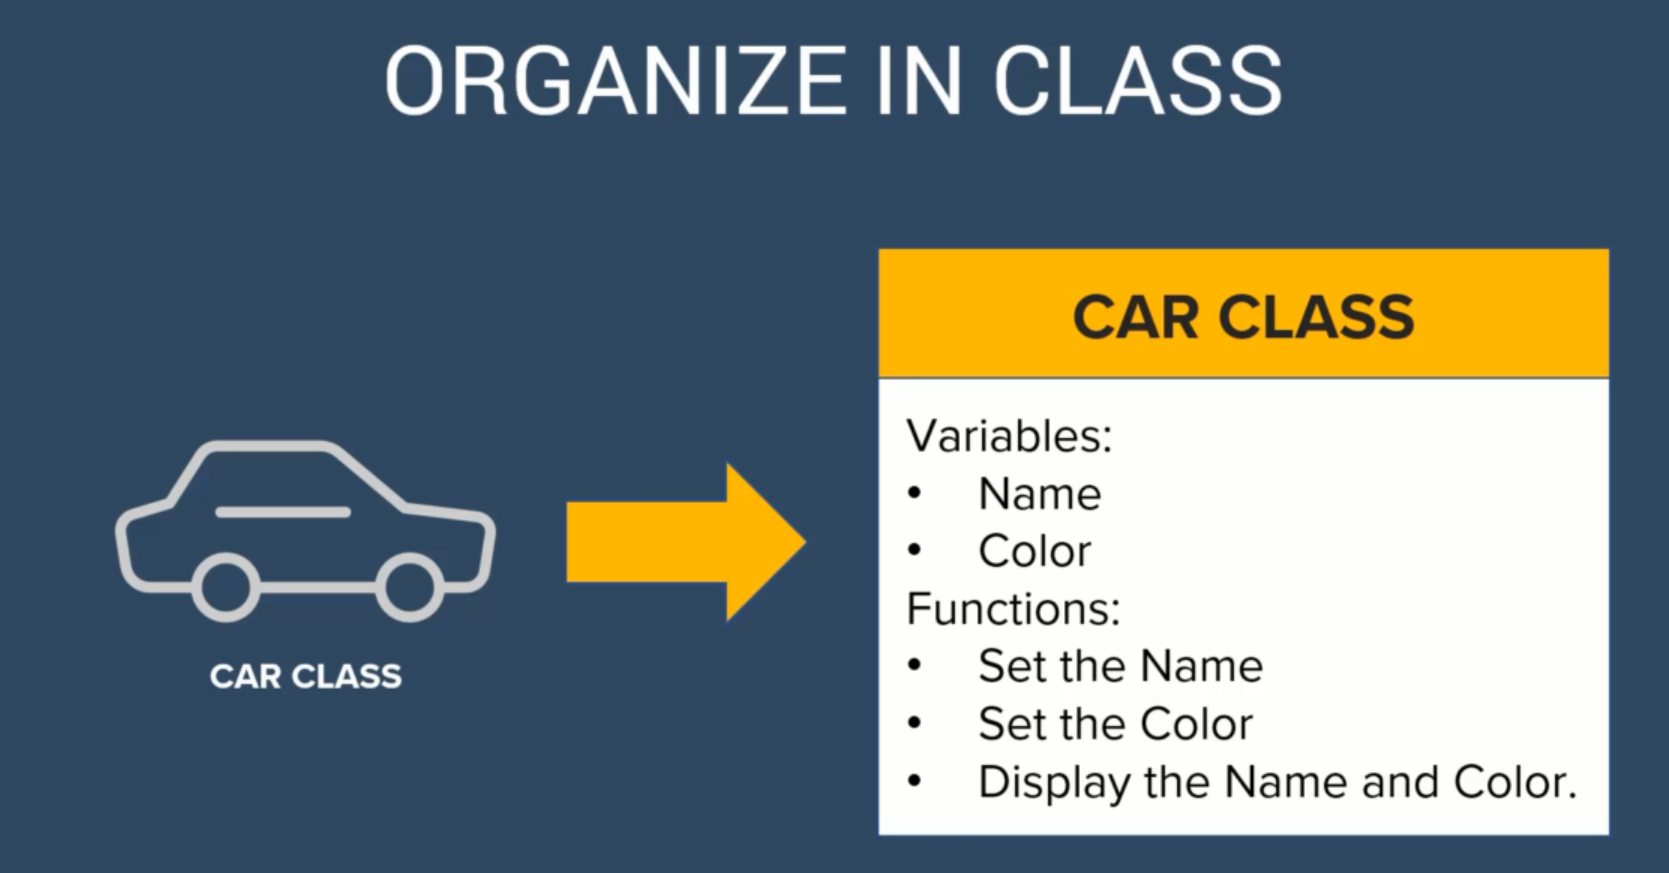 ORGANIZE IN CLASS
CAR CLASS
CAR CLASS
Variables:
• Name
• Color
Functions:
• Set the Name
• Set the Color
• Display the Name and Color.